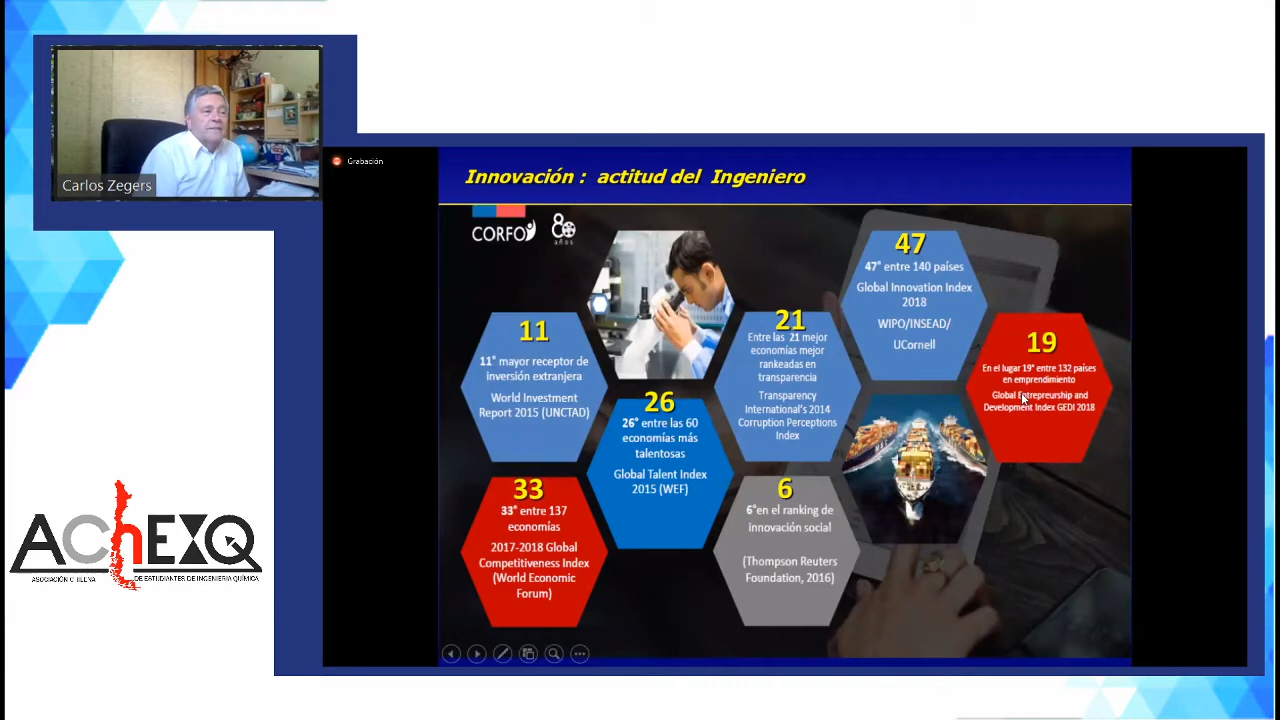 Carlos Zegers
Grabación
Innovación : actitud del Ingeniero
CORFO
80
años
47
47° entre 140 países
Global Innovation Index
2018
WIPO/INSEAD/
UCornell
11
11° mayor receptor de
inversión extranjera
World Investment
Report 2015 (UNCTAD)
21
Entre las 21 mejor
economías mejor
rankeadas en
transparencia
Transparency
International's 2014
Corruption Perceptions
Index
19
En el lugar 19° entre 132 países
en emprendimiento
Global Entrepreurship and
Development Index GEDI 2018
26
26° entre las 60
economías más
talentosas
Global Talent Index
2015 (WEF)
33
33° entre 137
economías
2017-2018 Global
Competitiveness Index
(World Economic
Forum)
6
6°en el ranking de
innovación social
(Thompson Reuters
Foundation, 2016)
AChEXQ
ASOCIACIÓN CHILENA DE ESTUDIANTES DE INGENIERIA QUÍMICA